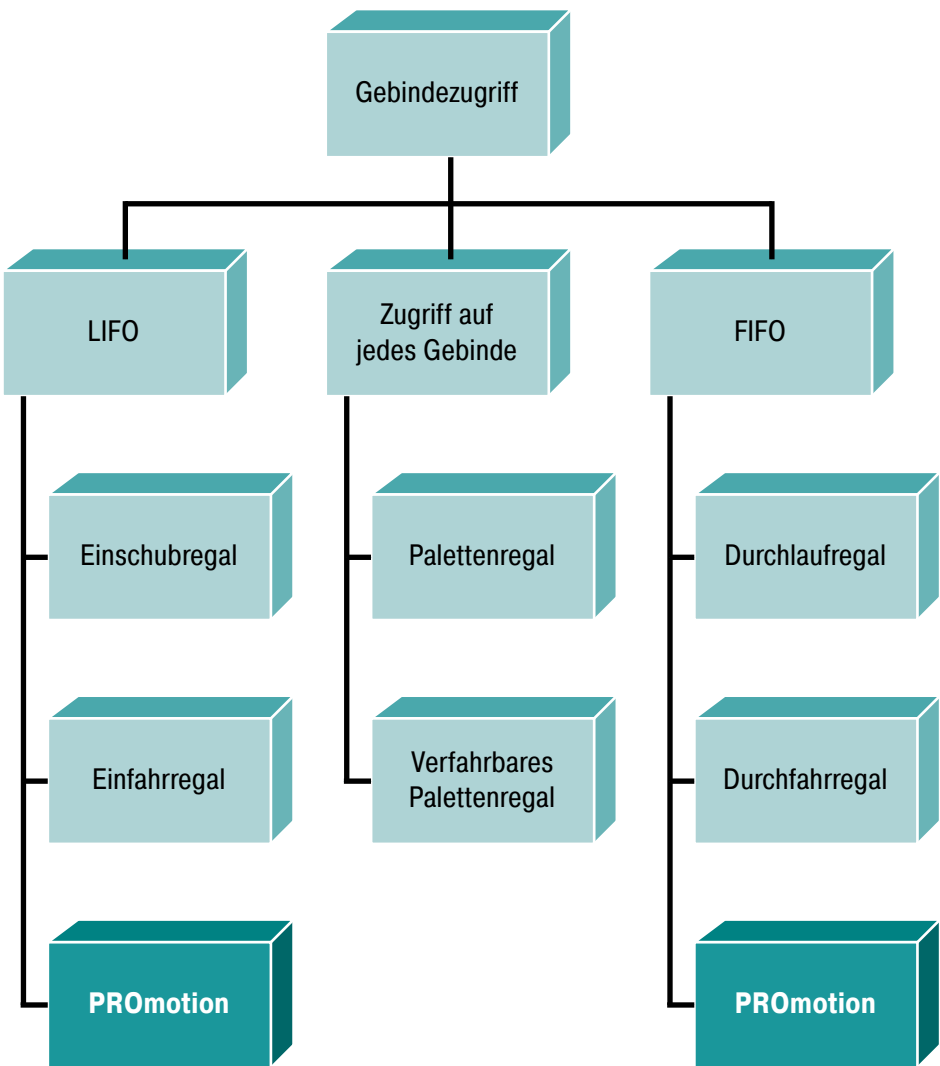 Gebindezugriff
LIFO
Zugriff auf
jedes Gebinde
FIFO
Einschubregal
Palettenregal
Durchlaufregal
Einfahrregal
Verfahrbares
Palettenregal
Durchfahrregal
PROmotion
PROmotion